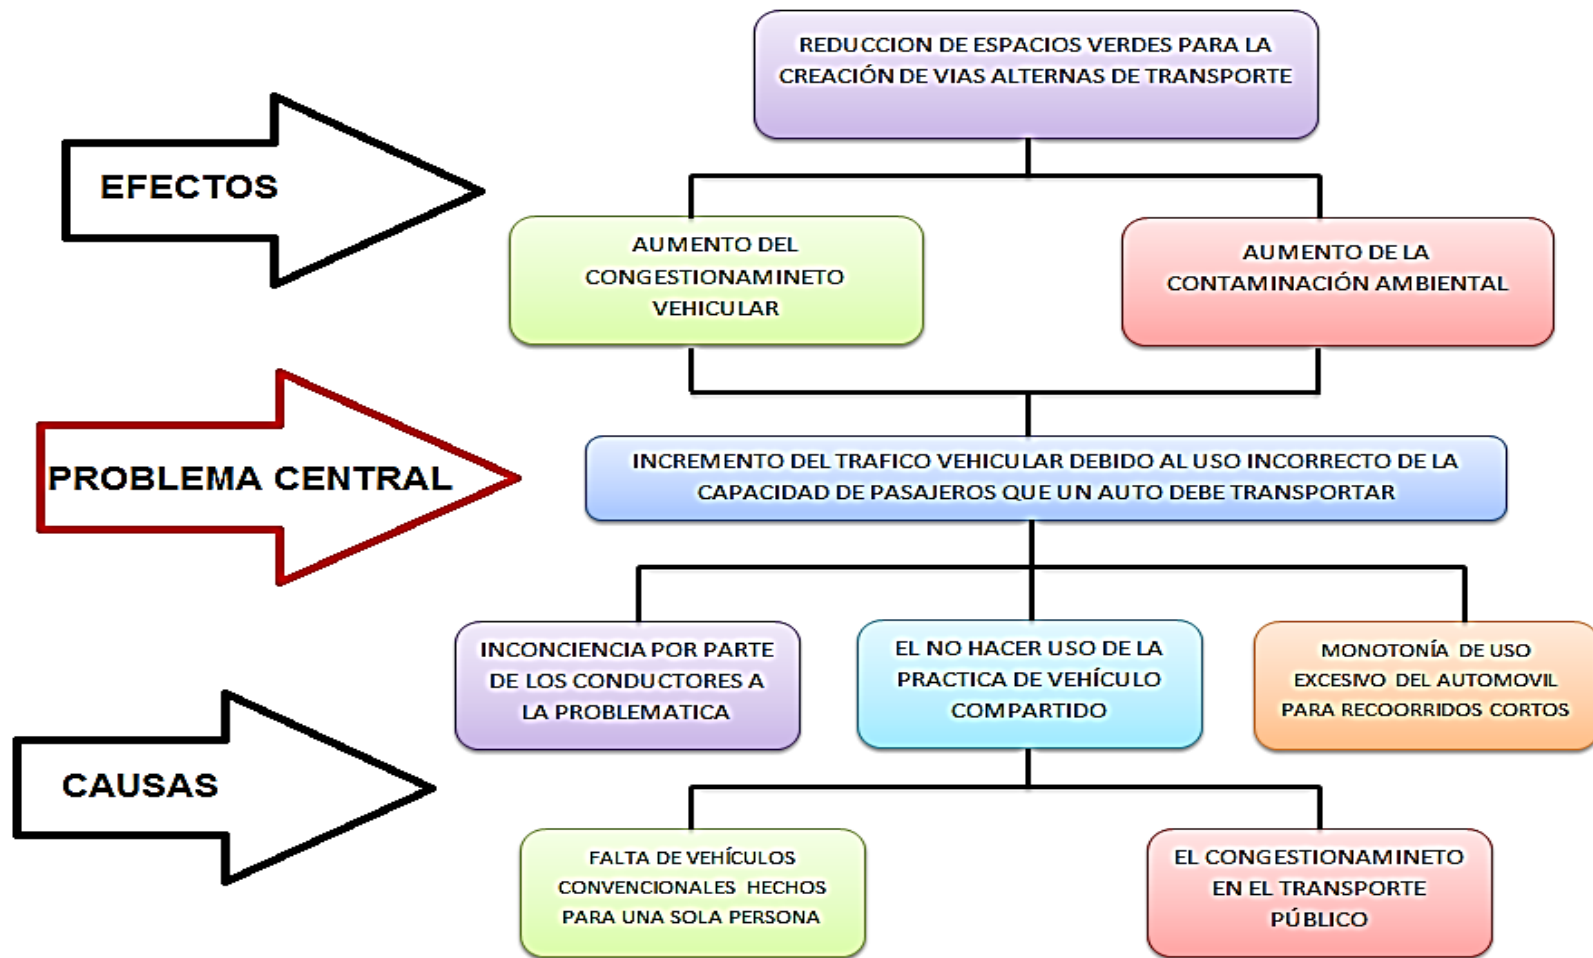 REDUCCION DE ESPACIOS VERDES PARA LA
CREACIÓN DE VIAS ALTERNAS DE TRANSPORTE
EFECTOS
AUMENTO DEL
CONGESTIONAMINETO
VEHICULAR
AUMENTO DE LA
CONTAMINACIÓN AMBIENTAL
PROBLEMA CENTRAL
INCREMENTO DEL TRAFICO VEHICULAR DEBIDO AL USO INCORRECTO DE LA
CAPACIDAD DE PASAJEROS QUE UN AUTO DEBE TRANSPORTAR
INCONCIENCIA POR PARTE
DE LOS CONDUCTORES A
LA PROBLEMATICA
EL NO HACER USO DE LA
PRACTICA DE VEHÍCULO
COMPARTIDO
MONOTONÍA DE USO
EXCESIVO DEL AUTOMOVIL
PARA RECOORRIDOS CORTOS
CAUSAS
FALTA DE VEHÍCULOS
CONVENCIONALES HECHOS
PARA UNA SOLA PERSONA
EL CONGESTIONAMINETO
EN EL TRANSPORTE
PÚBLICO